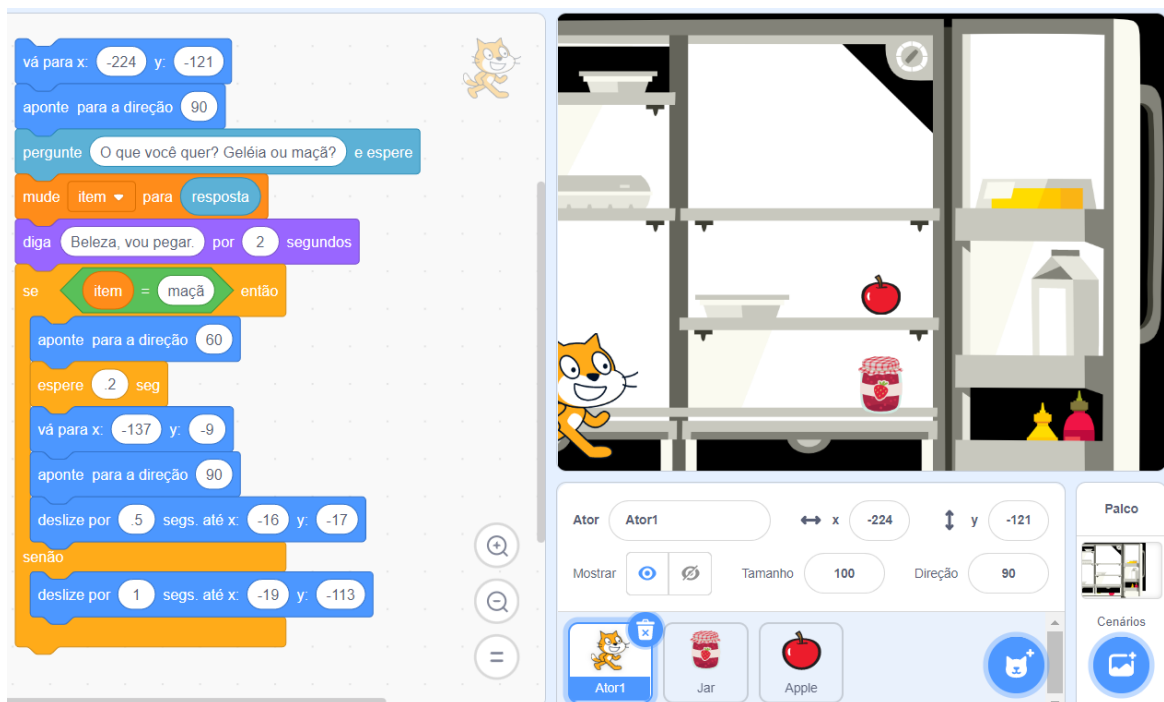 vá para x: -224 y: -121
aponte para a direção 90
pergunte O que você quer? Geléia ou maçã? e espere
mude item para resposta
diga Beleza, vou pegar. por 2 segundos
se item = maçã então
aponte para a direção 60
espere .2 seg
vá para x: -137 y: -9
aponte para a direção 90
deslize por .5 segs. até x: -16 y: -17
senão
deslize por 1 segs. até x: -19 y: -113
Ator Ator1 x -224 y -121
Mostrar Tamanho 100 Direção 90
Ator1
Jar
Apple
Palco
Cenários